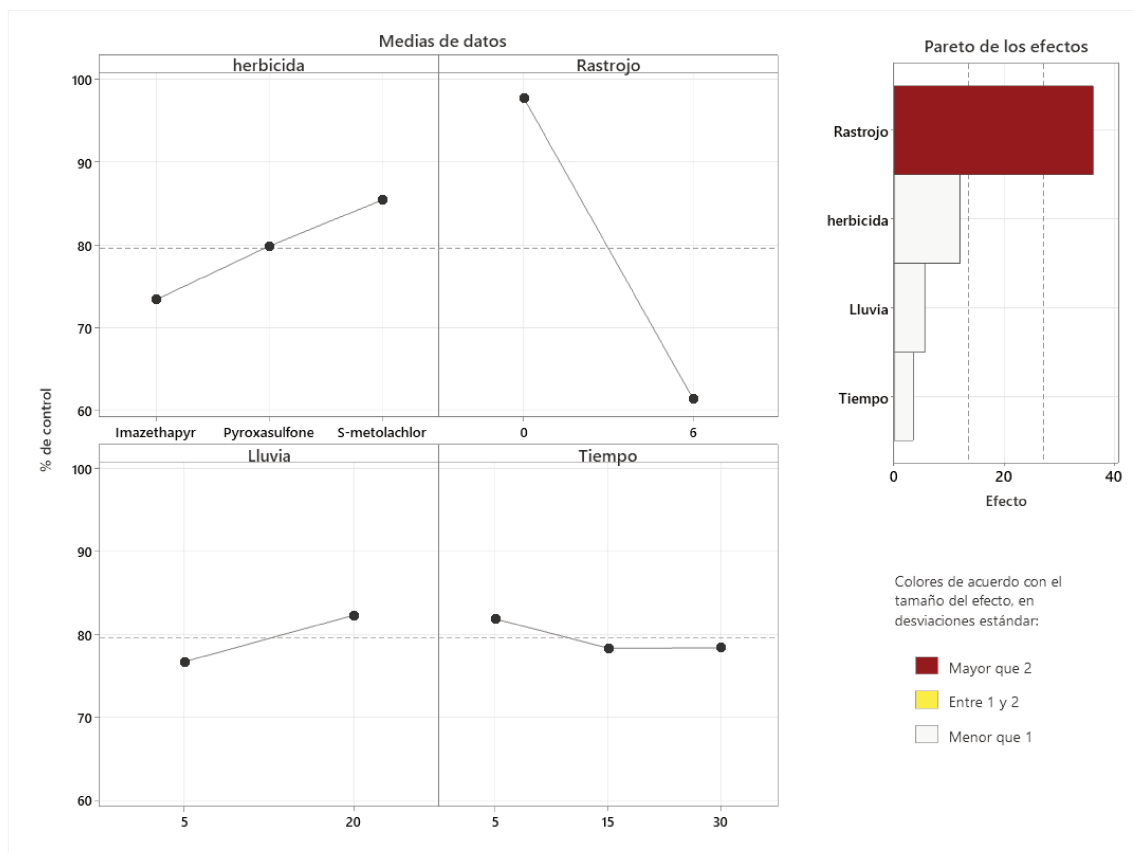 Medias de datos
herbicida
Rastrojo
100
90
80
70
60
Imazethapyr
Pyroxasulfone
S-metolachlor
0
6
% de control
Lluvia
Tiempo
100
90
80
70
60
5
20
5
15
30
Pareto de los efectos
Rastrojo
herbicida
Lluvia
Tiempo
0
20
40
Efecto
Colores de acuerdo con el
tamaño del efecto, en
desviaciones estándar:
Mayor que 2
Entre 1 y 2
Menor que 1